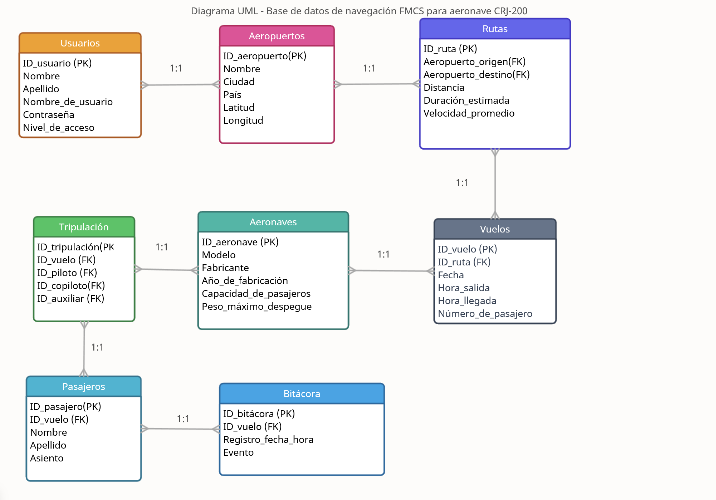 Diagrama UML - Base de datos de navegación FMCS para aeronave CRJ-200
Usuarios
ID_usuario (PK)
Nombre
Apellido
Nombre_de_usuario
Contraseña
Nivel_de_acceso
1:1
Aeropuertos
ID_aeropuerto(PK)
Nombre
Ciudad
País
Latitud
Longitud
1:1
Rutas
ID_ruta (PK)
Aeropuerto_origen(FK)
Aeropuerto_destino(FK)
Distancia
Duración_estimada
Velocidad_promedio
1:1
Tripulación
ID_tripulación(PK
ID_vuelo (FK)
ID_piloto (FK)
ID_copiloto(FK)
ID_auxiliar (FK)
1:1
Aeronaves
ID_aeronave (PK)
Modelo
Fabricante
Año_de_fabricación
Capacidad_de_pasajeros
Peso_máximo_despegue
1:1
Vuelos
ID_vuelo (PK)
ID_ruta (FK)
Fecha
Hora_salida
Hora_llegada
Número_de_pasajero
1:1
Pasajeros
ID_pasajero(PK)
ID_vuelo (FK)
Nombre
Apellido
Asiento
1:1
Bitácora
ID_bitácora (PK)
ID_vuelo (FK)
Registro_fecha_hora
Evento